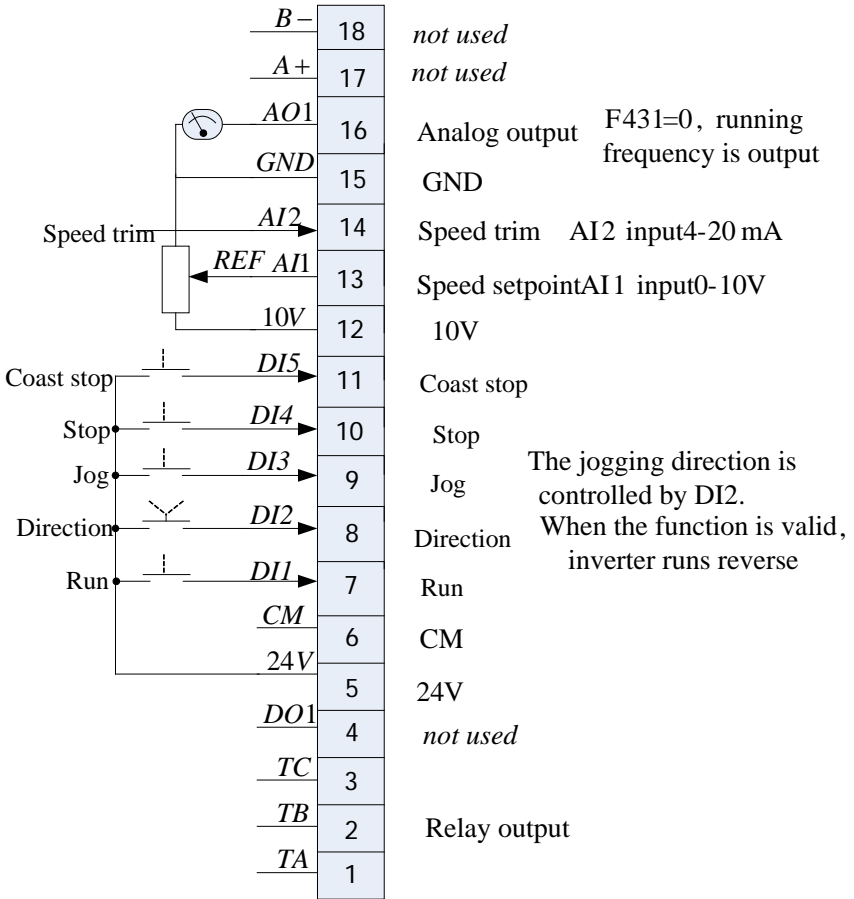 B− 18 not used
A+ 17 not used
AO1 16 Analog output F431=0, running
frequency is output
GND 15 GND
Speed trim AI2 14 Speed trim AI2 input4-20 mA
REF AI1 13 Speed setpointAI1 input0-10V
10V 12 10V
Coast stop DI5 11 Coast stop
Stop DI4 10 Stop
Jog DI3 9 Jog The jogging direction is
controlled by DI2.
Direction DI2 8 Direction When the function is valid,
inverter runs reverse
Run DI1 7 Run
CM 6 CM
24V 5 24V
DO1 4 not used
TC 3
TB 2 Relay output
TA 1